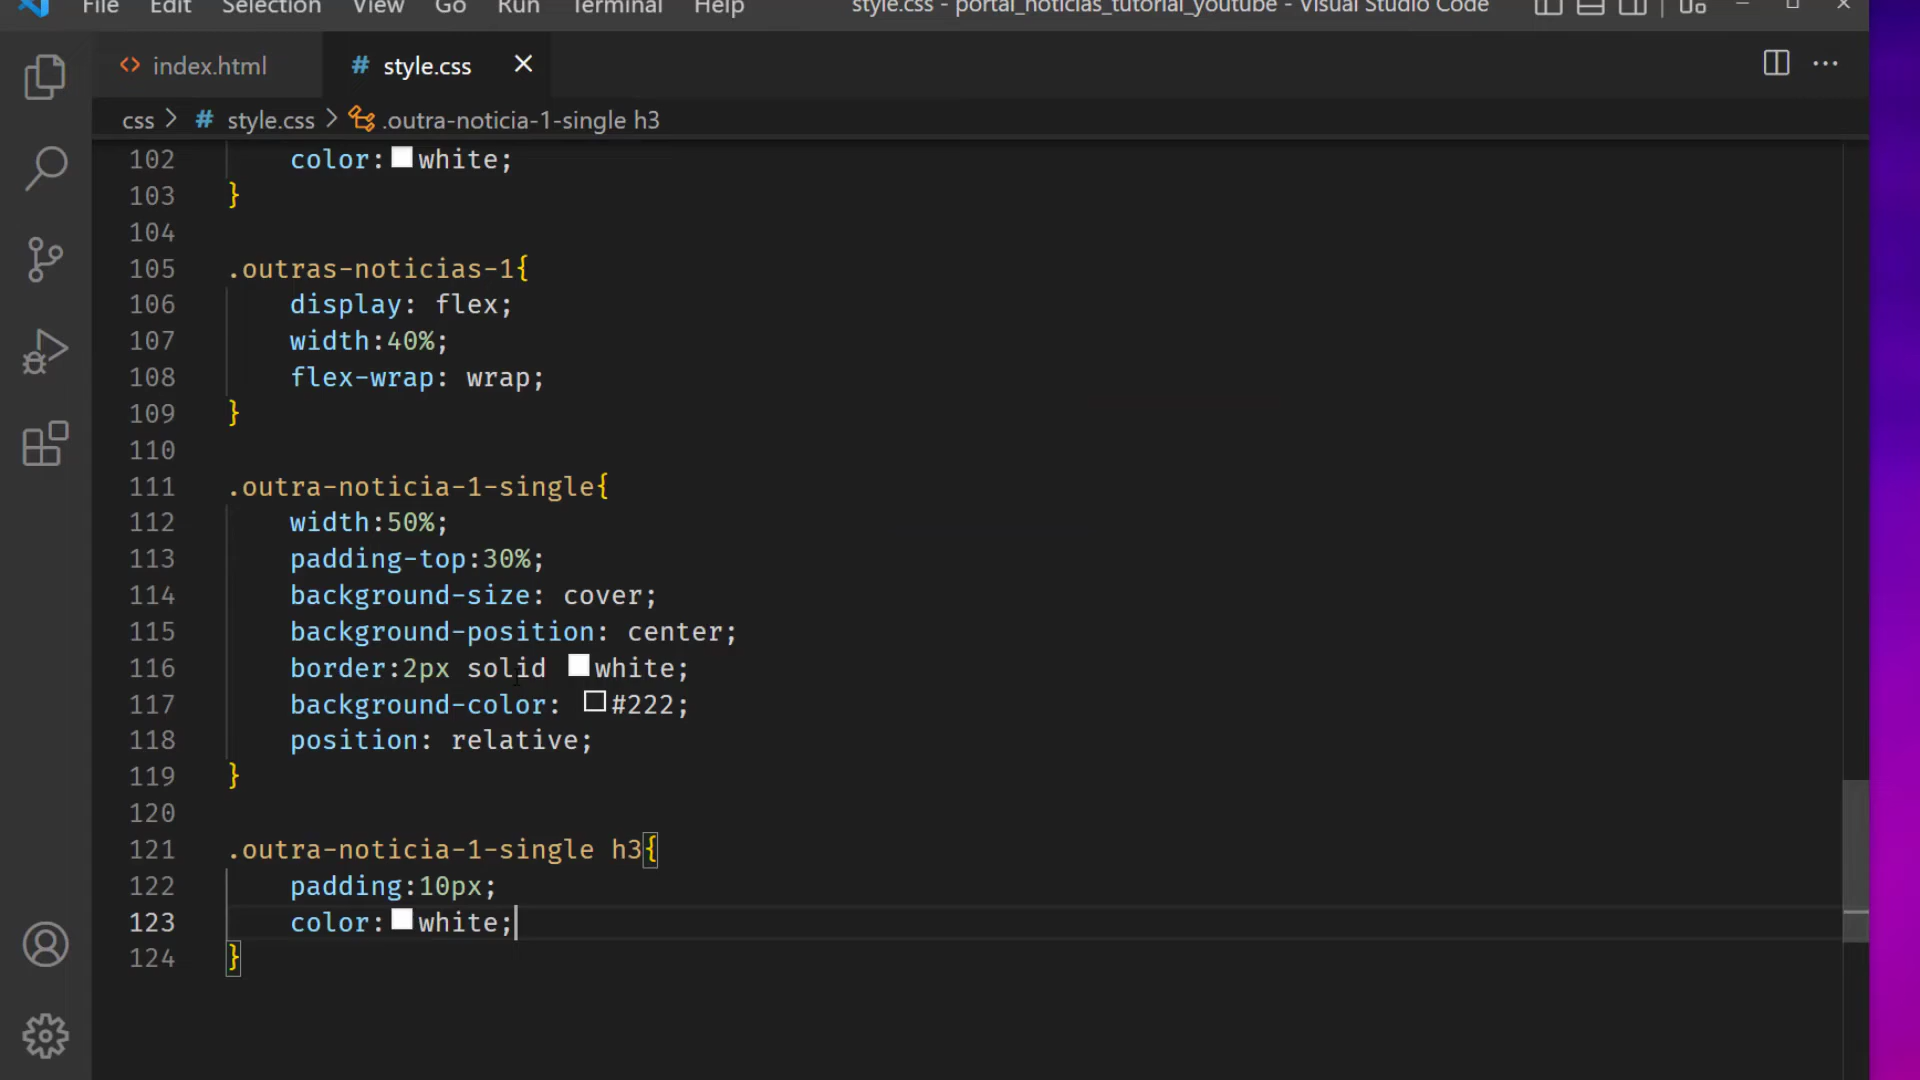 File Edit Selection View Go Run Terminal Help style.css - portal_noticias_tutorial_youtube - Visual Studio Code
index.html # style.css
css > # style.css > .outra-noticia-1-single h3
102 color: white;
103 }
104
105 .outras-noticias-1{
106 display: flex;
107 width:40%;
108 flex-wrap: wrap;
109 }
110
111 .outra-noticia-1-single{
112 width:50%;
113 padding-top:30%;
114 background-size: cover;
115 background-position: center;
116 border:2px solid white;
117 background-color: #222;
118 position: relative;
119 }
120
121 .outra-noticia-1-single h3{
122 padding:10px;
123 color: white;
124 }